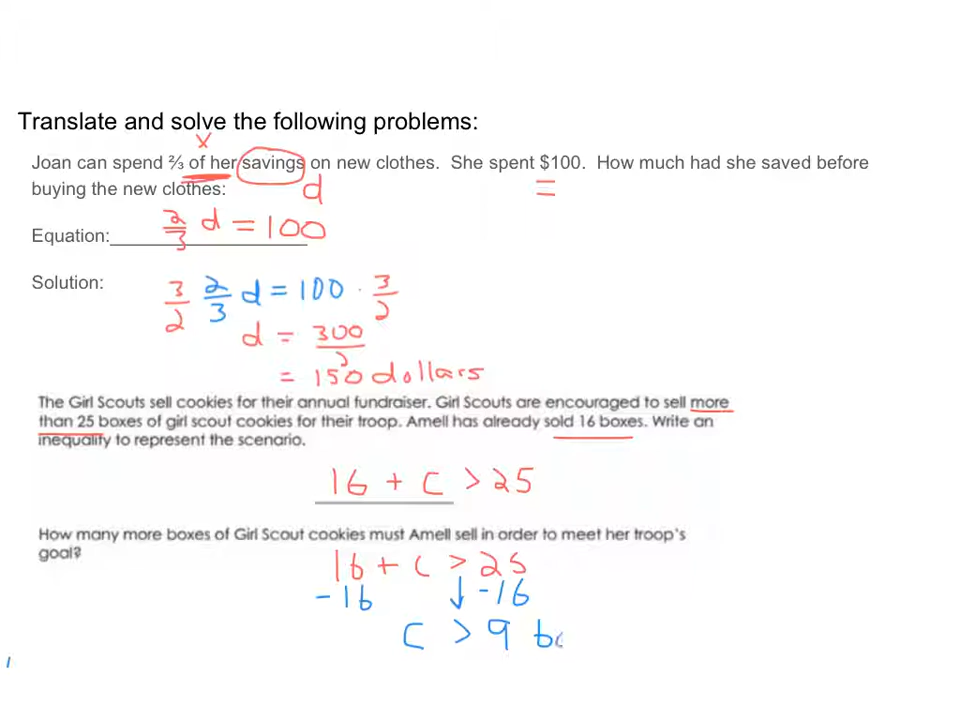 Translate and solve the following problems:
x
Joan can spend ⅔ of her savings on new clothes. She spent $100. How much had she saved before
buying the new clothes:
d =
Equation: 2/3 d = 100
Solution:
3/2 2/3 d = 100 · 3/2
d = 300/2
= 150 dollars
The Girl Scouts sell cookies for their annual fundraiser. Girl Scouts are encouraged to sell more
than 25 boxes of girl scout cookies for their troop. Amell has already sold 16 boxes. Write an
inequality to represent the scenario.
16 + c > 25
How many more boxes of Girl Scout cookies must Amell sell in order to meet her troop's
goal?
16 + c > 25
-16 ↓ -16
c > 9 bo